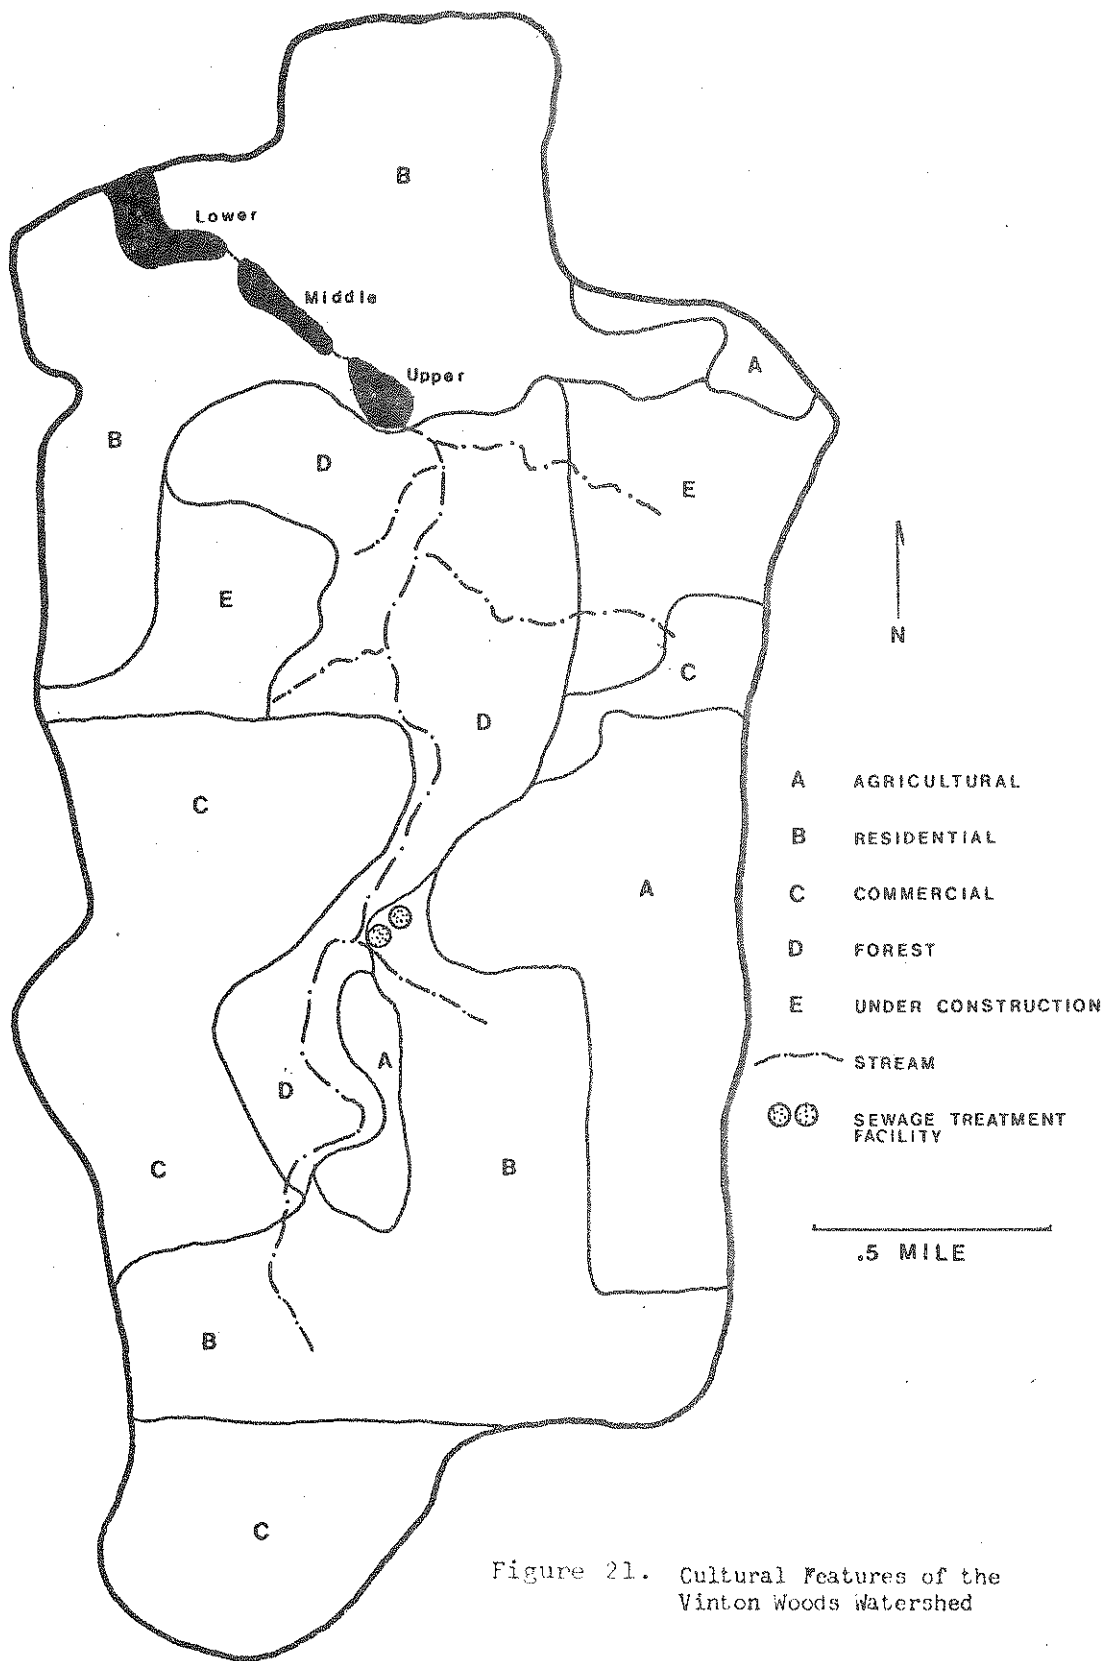 B
Lower
Middle
Upper
A
B
D
E
E
C
D
C
A
A
D
C
B
B
C
N
A AGRICULTURAL
B RESIDENTIAL
C COMMERCIAL
D FOREST
E UNDER CONSTRUCTION
STREAM
SEWAGE TREATMENT
FACILITY
.5 MILE
Figure 21. Cultural Features of the
Vinton Woods Watershed